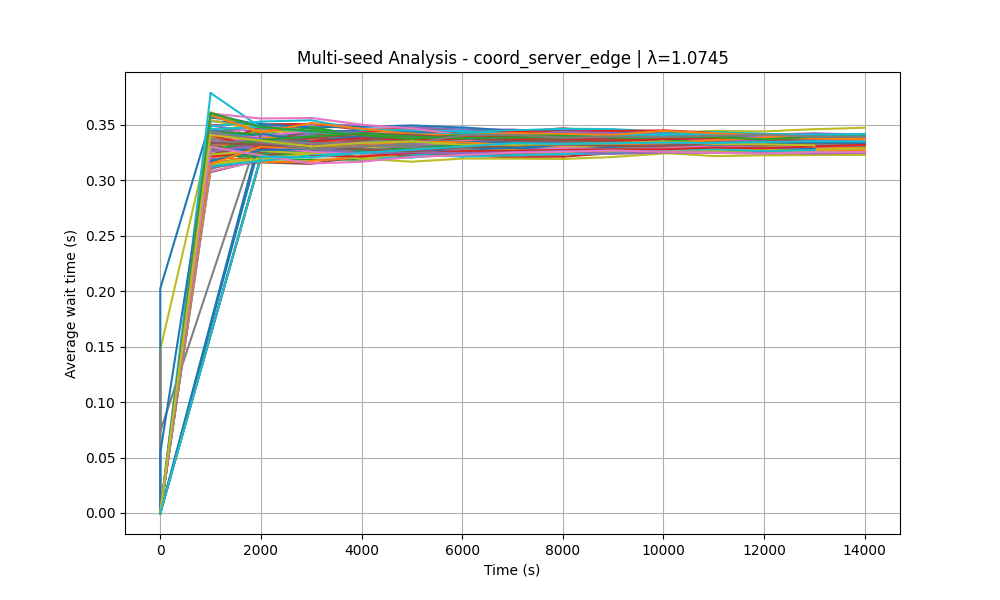 Multi-seed Analysis - coord_server_edge | λ=1.0745
Average wait time (s)
0.35
0.30
0.25
0.20
0.15
0.10
0.05
0.00
0 2000 4000 6000 8000 10000 12000 14000
Time (s)